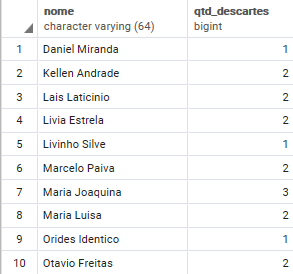 nome qtd_descartes
character varying (64) bigint
1 Daniel Miranda 1
2 Kellen Andrade 2
3 Lais Laticinio 2
4 Livia Estrela 2
5 Livinho Silve 1
6 Marcelo Paiva 2
7 Maria Joaquina 3
8 Maria Luisa 2
9 Orides Identico 1
10 Otavio Freitas 2